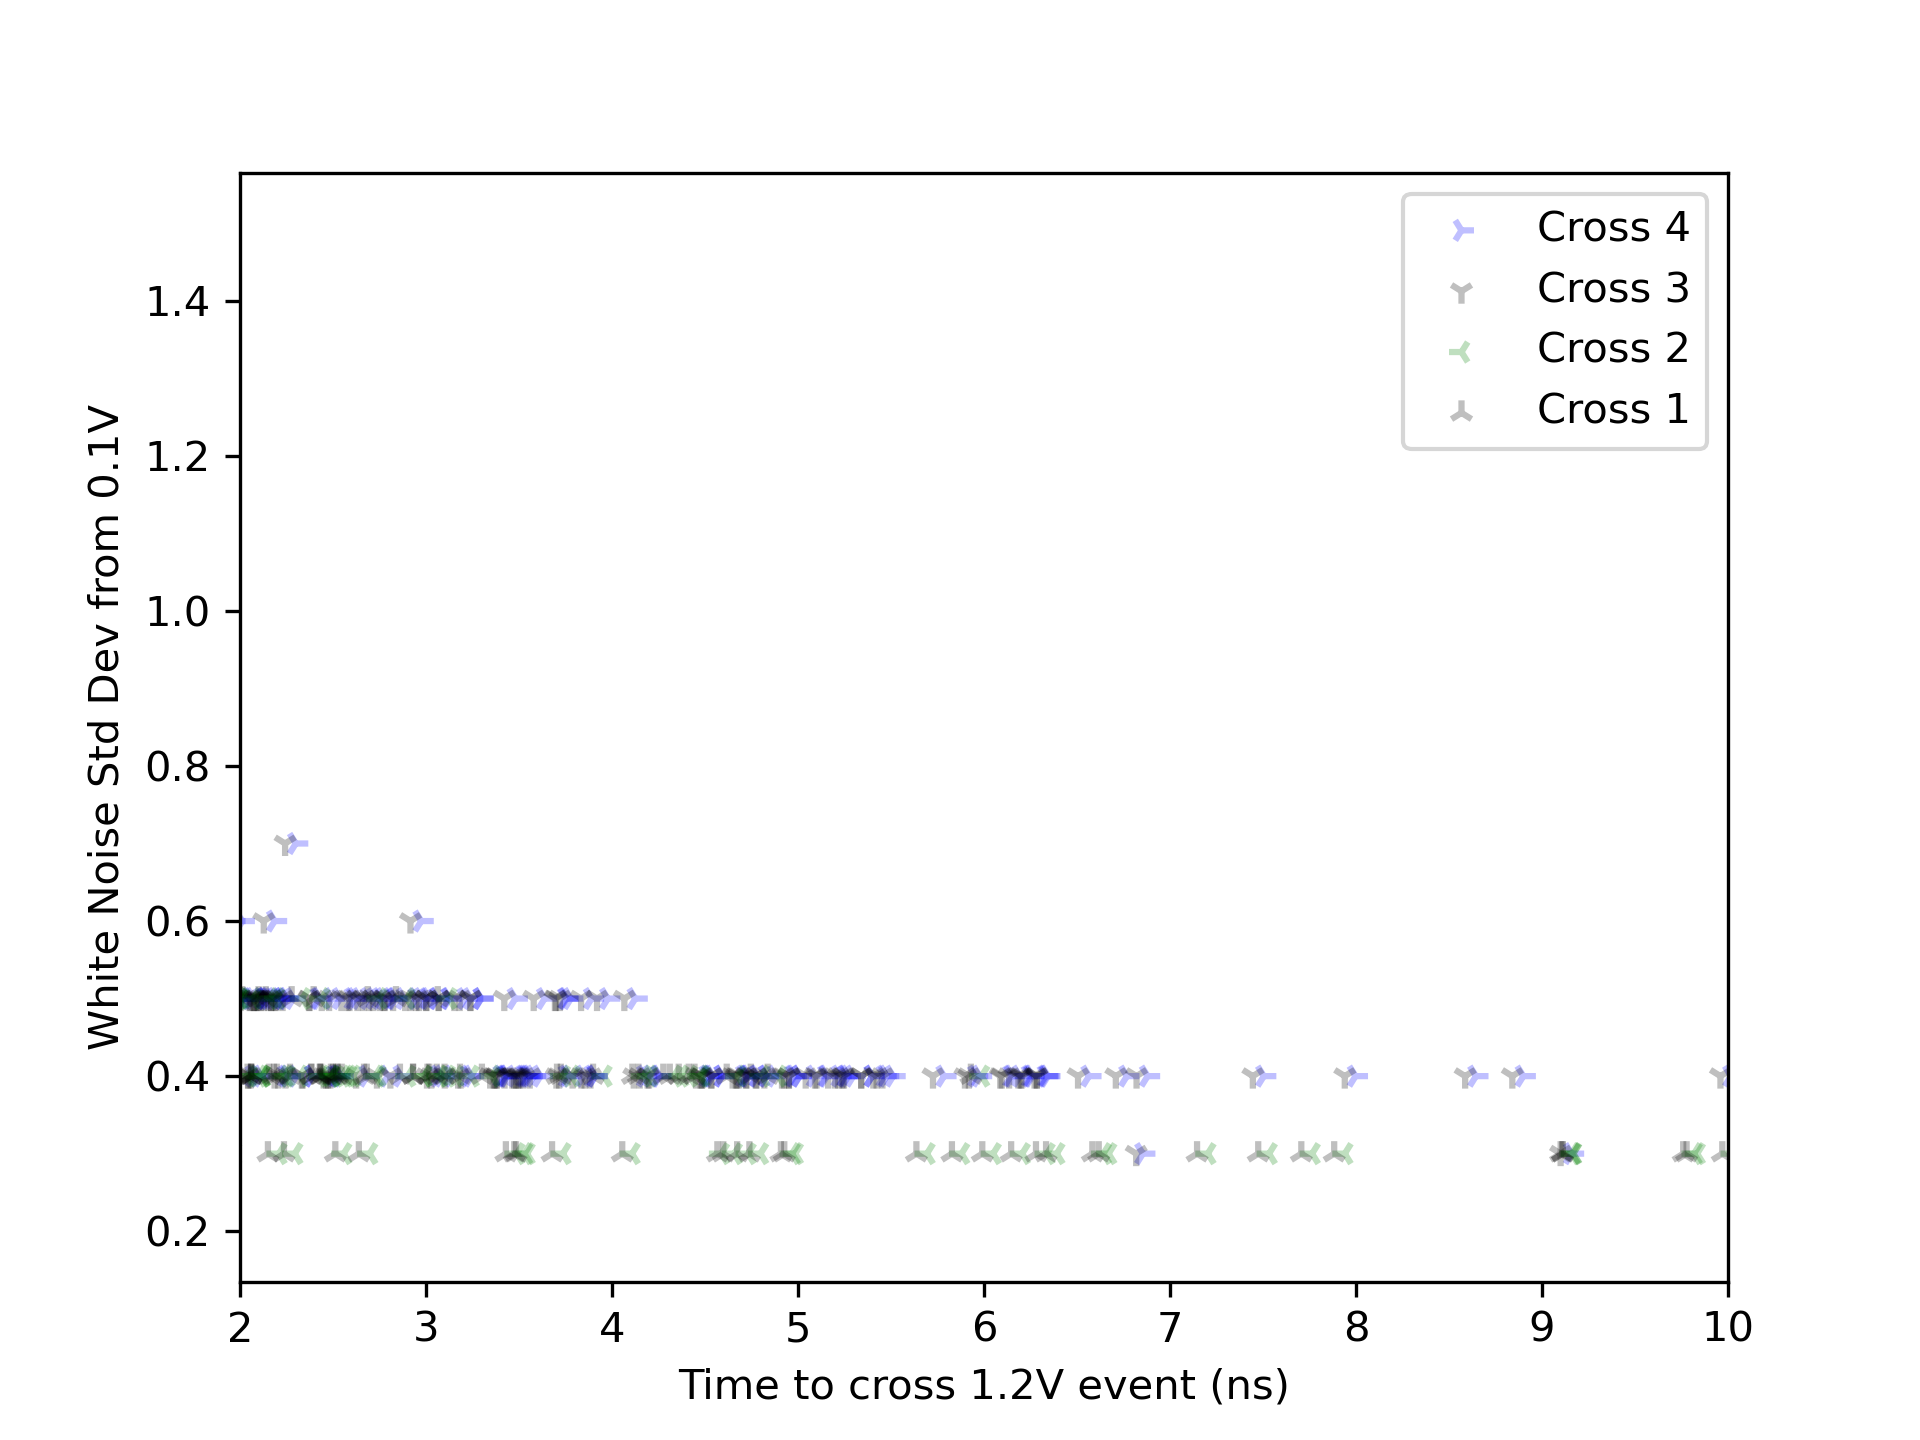 Cross 4
Cross 3
Cross 2
Cross 1
White Noise Std Dev from 0.1V
1.4
1.2
1.0
0.8
0.6
0.4
0.2
2 3 4 5 6 7 8 9 10
Time to cross 1.2V event (ns)